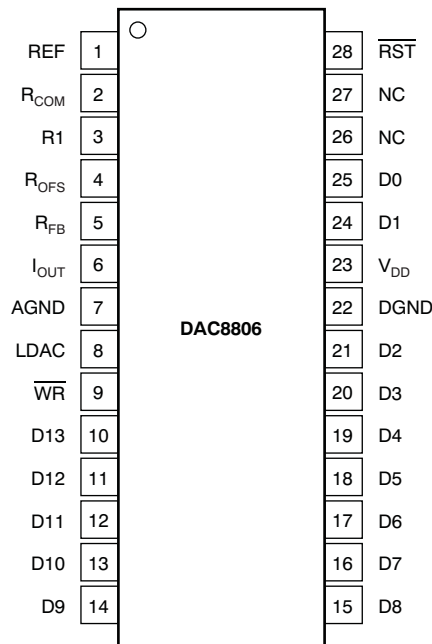 REF 1 28 R̅S̅T̅
R_COM 2 27 NC
R1 3 26 NC
R_OFS 4 25 D0
R_FB 5 24 D1
I_OUT 6 23 V_DD
AGND 7 22 DGND
DAC8806
LDAC 8 21 D2
W̅R̅ 9 20 D3
D13 10 19 D4
D12 11 18 D5
D11 12 17 D6
D10 13 16 D7
D9 14 15 D8